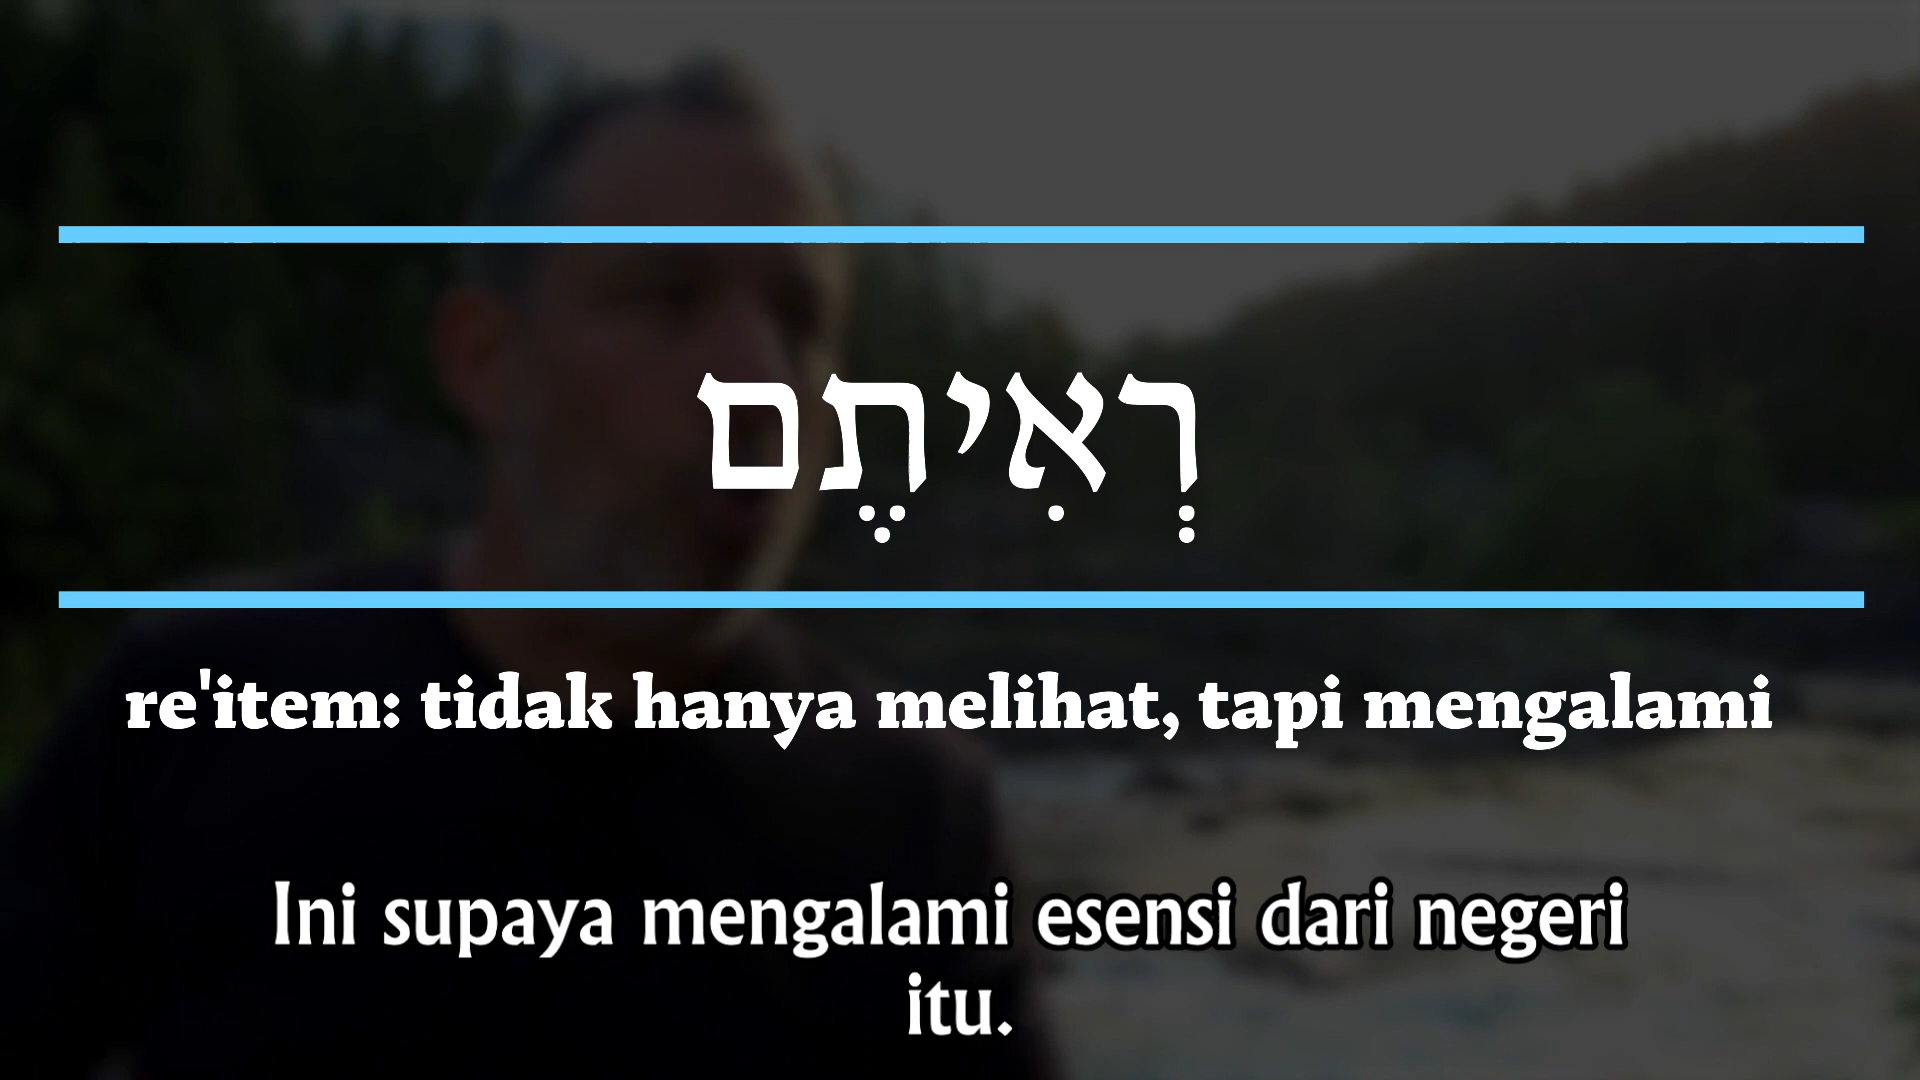 רְאִיתֶם
re'item: tidak hanya melihat, tapi mengalami
Ini supaya mengalami esensi dari negeri
itu.